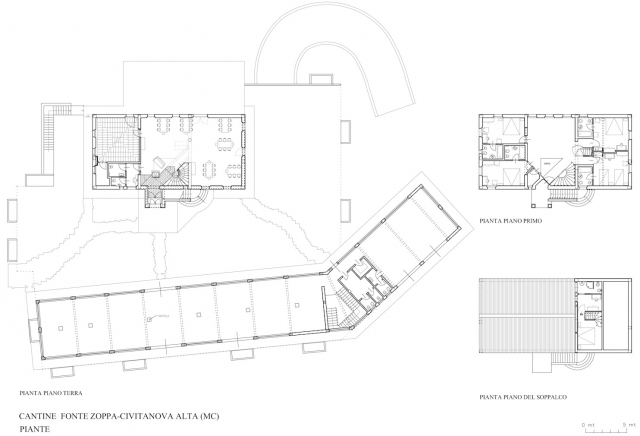 PIANTA PIANO PRIMO
PIANTA PIANO TERRA
PIANTA PIANO DEL SOPPALCO
CANTINE FONTE ZOPPA-CIVITANOVA ALTA (MC)
PIANTE
0 mt 9 mt